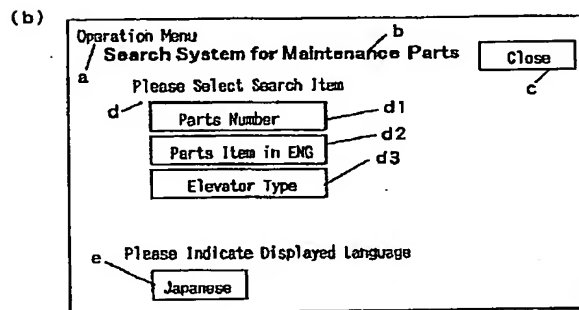 (b)
Operation Menu
b
Search System for Maintenance Parts
Close
a
c
Please Select Search Item
d
d1
Parts Number
d2
Parts Item in ENG
d3
Elevator Type
Please Indicate Displayed Language
e
Japanese